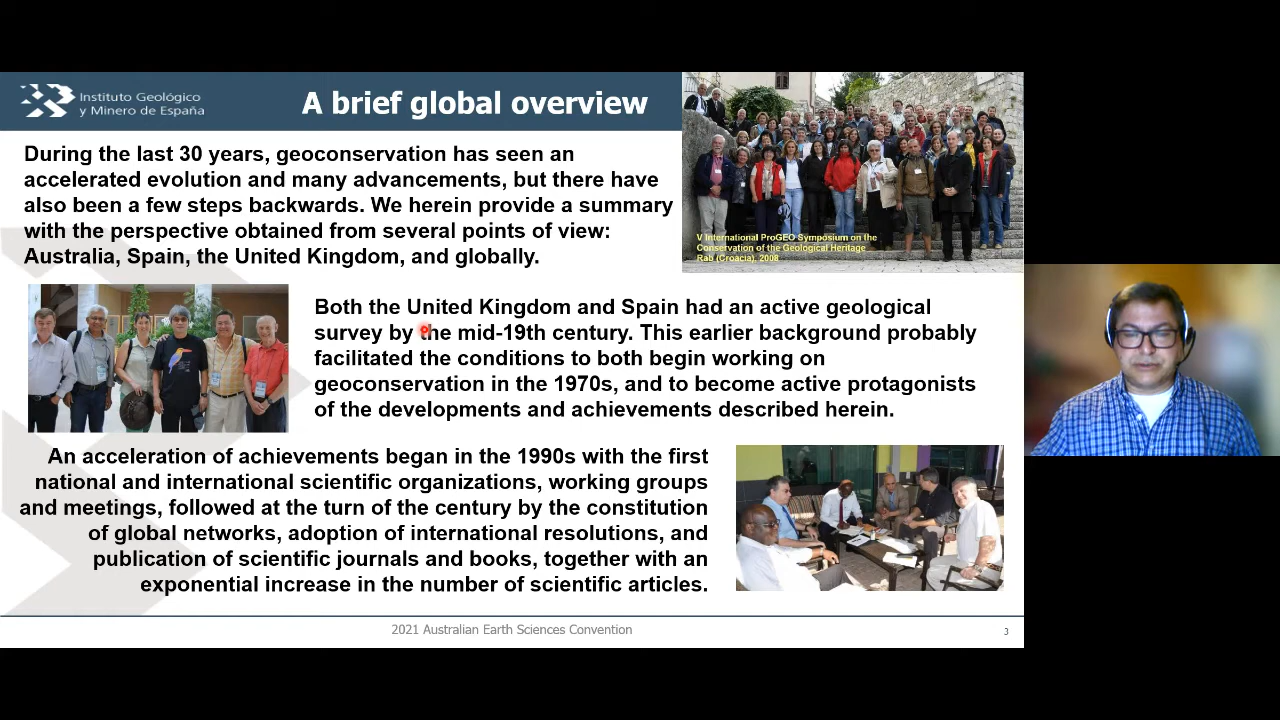 Instituto Geológico
y Minero de España
A brief global overview
During the last 30 years, geoconservation has seen an
accelerated evolution and many advancements, but there have
also been a few steps backwards. We herein provide a summary
with the perspective obtained from several points of view:
Australia, Spain, the United Kingdom, and globally.
V International ProGEO Symposium on the
Conservation of the Geological Heritage
Rab (Croacia). 2008
Both the United Kingdom and Spain had an active geological
survey by the mid-19th century. This earlier background probably
facilitated the conditions to both begin working on
geoconservation in the 1970s, and to become active protagonists
of the developments and achievements described herein.
An acceleration of achievements began in the 1990s with the first
national and international scientific organizations, working groups
and meetings, followed at the turn of the century by the constitution
of global networks, adoption of international resolutions, and
publication of scientific journals and books, together with an
exponential increase in the number of scientific articles.
2021 Australian Earth Sciences Convention
3